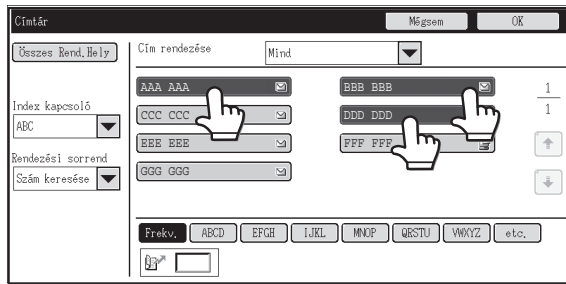 Címtár
Mégsem
OK
Összes Rend.Hely
Cím rendezése
Mind
Index kapcsoló
ABC
Rendezési sorrend
Szám keresése
AAA AAA
BBB BBB
CCC CCC
DDD DDD
EEE EEE
FFF FFF
GGG GGG
1
1
Frekv.
ABCD
EFGH
IJKL
MNOP
QRSTU
VWXYZ
etc.